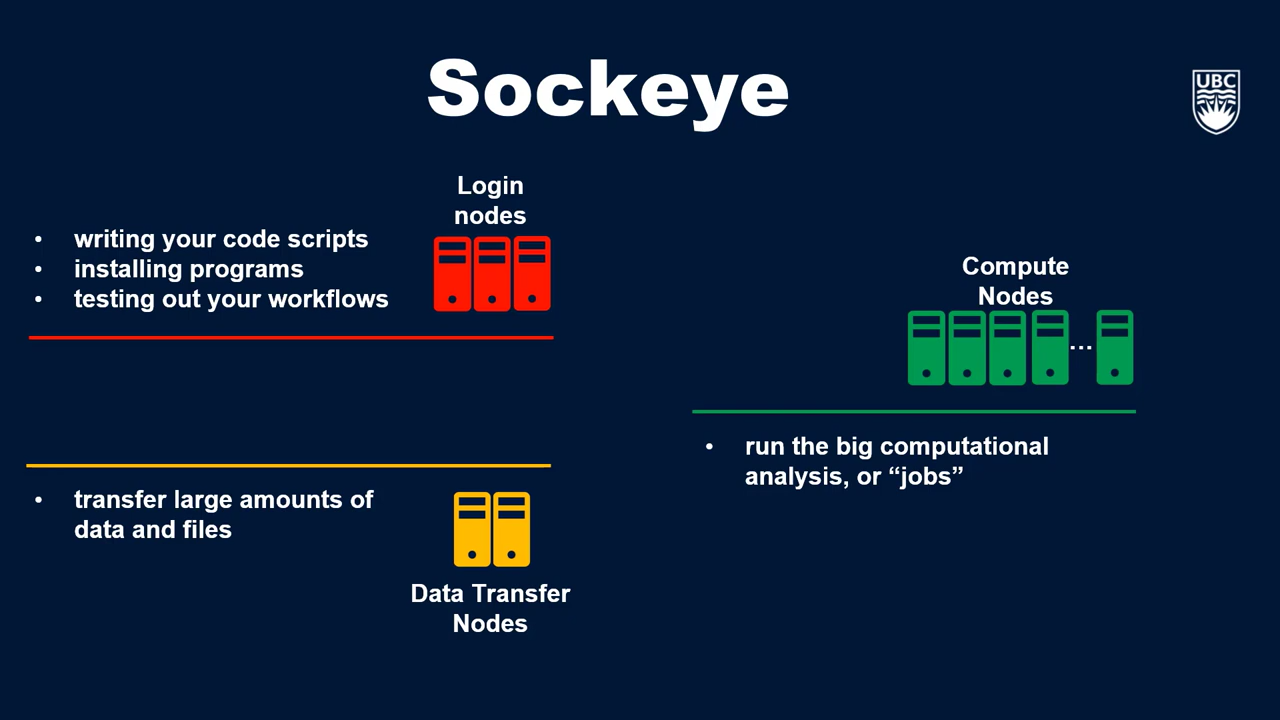 Sockeye
UBC
Login
nodes
• writing your code scripts
• installing programs
• testing out your workflows
Compute
Nodes
...
• run the big computational
analysis, or “jobs”
• transfer large amounts of
data and files
Data Transfer
Nodes